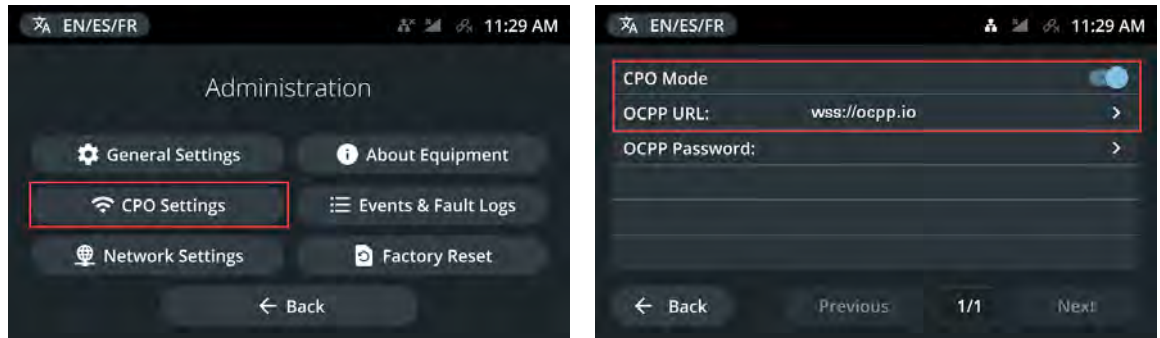 EN/ES/FR 11:29 AM
Administration
General Settings About Equipment
CPO Settings Events & Fault Logs
Network Settings Factory Reset
← Back
EN/ES/FR 11:29 AM
CPO Mode
OCPP URL: wss://ocpp.io >
OCPP Password: >
← Back Previous 1/1 Next